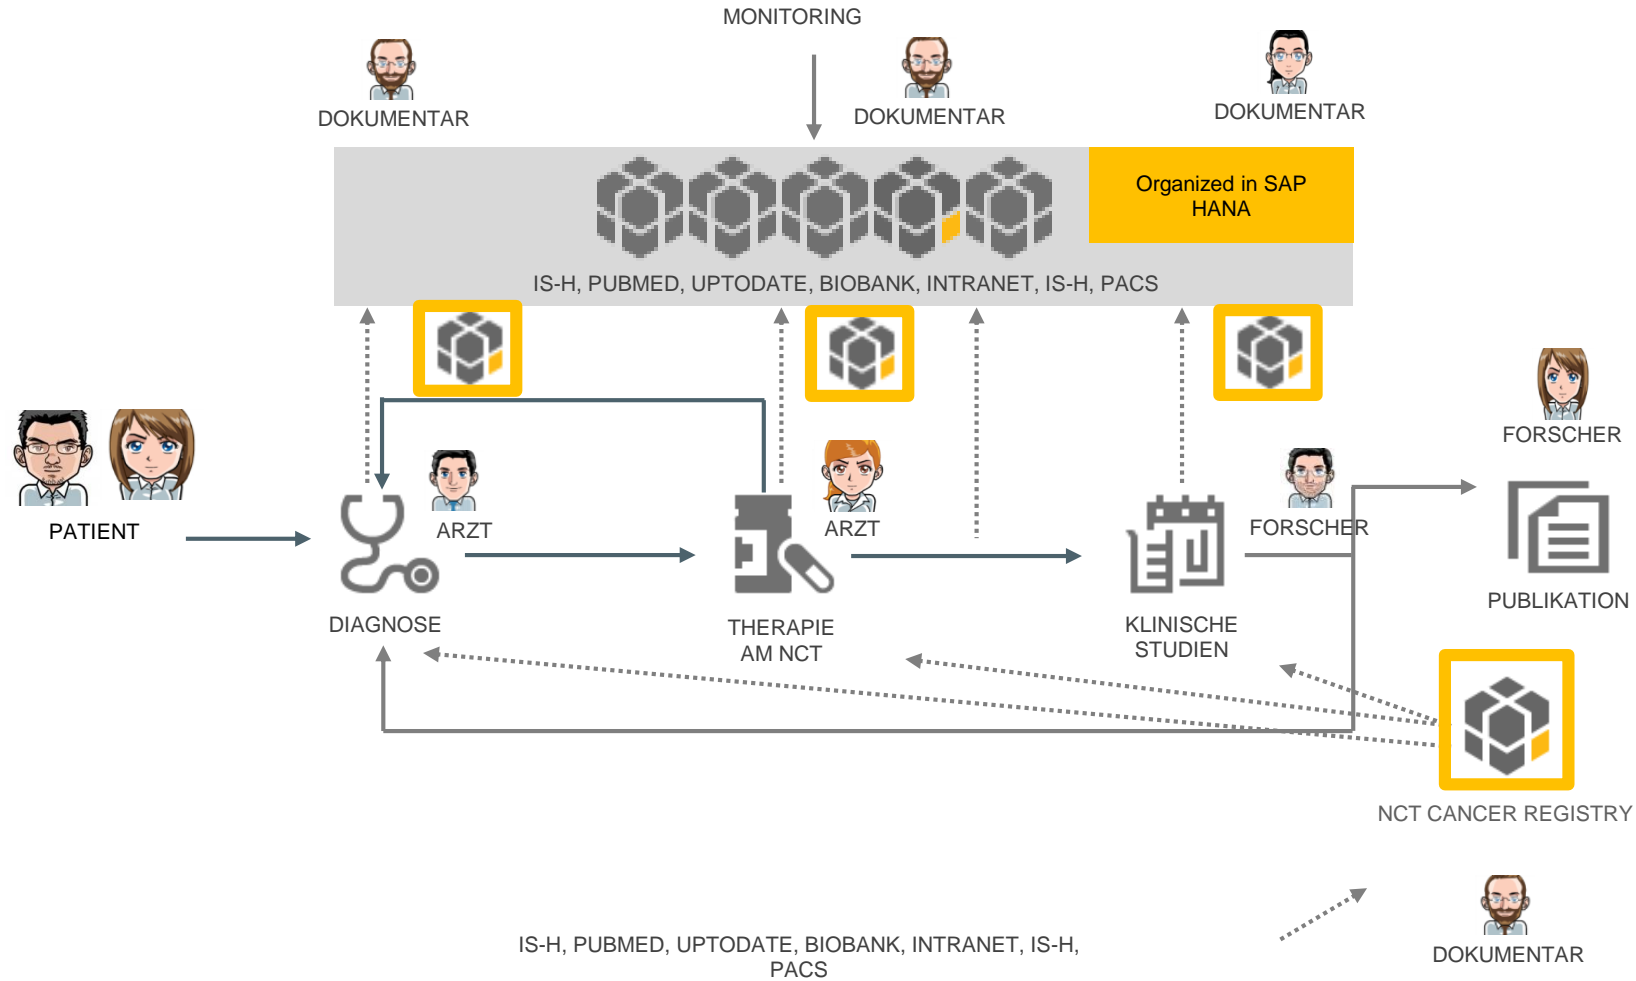 MONITORING
DOKUMENTAR
DOKUMENTAR
DOKUMENTAR
Organized in SAP
HANA
IS-H, PUBMED, UPTODATE, BIOBANK, INTRANET, IS-H, PACS
FORSCHER
PATIENT
ARZT
ARZT
FORSCHER
DIAGNOSE
THERAPIE
AM NCT
KLINISCHE
STUDIEN
PUBLIKATION
NCT CANCER REGISTRY
IS-H, PUBMED, UPTODATE, BIOBANK, INTRANET, IS-H,
PACS
DOKUMENTAR